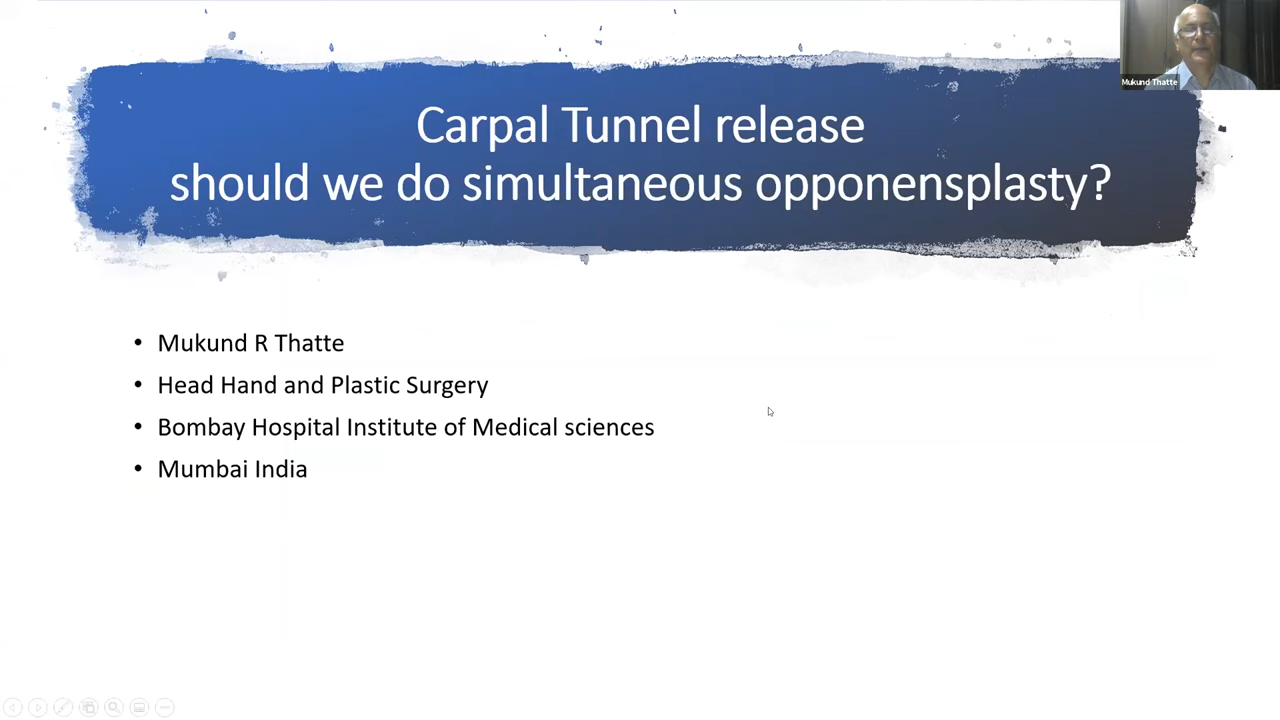 Mukund Thatte
Carpal Tunnel release
should we do simultaneous opponensplasty?
• Mukund R Thatte
• Head Hand and Plastic Surgery
• Bombay Hospital Institute of Medical sciences
• Mumbai India